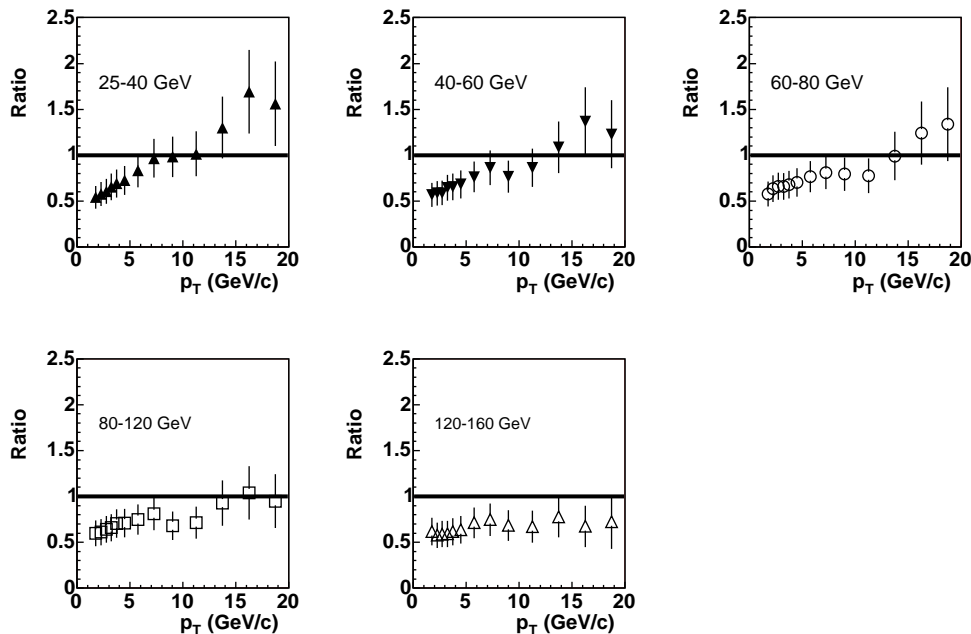 2.5
2
1.5
1
0.5
0
Ratio
25-40 GeV
0 5 10 15 20
p_T (GeV/c)
2.5
2
1.5
1
0.5
0
Ratio
40-60 GeV
0 5 10 15 20
p_T (GeV/c)
2.5
2
1.5
1
0.5
0
Ratio
60-80 GeV
0 5 10 15 20
p_T (GeV/c)
2.5
2
1.5
1
0.5
0
Ratio
80-120 GeV
0 5 10 15 20
p_T (GeV/c)
2.5
2
1.5
1
0.5
0
Ratio
120-160 GeV
0 5 10 15 20
p_T (GeV/c)